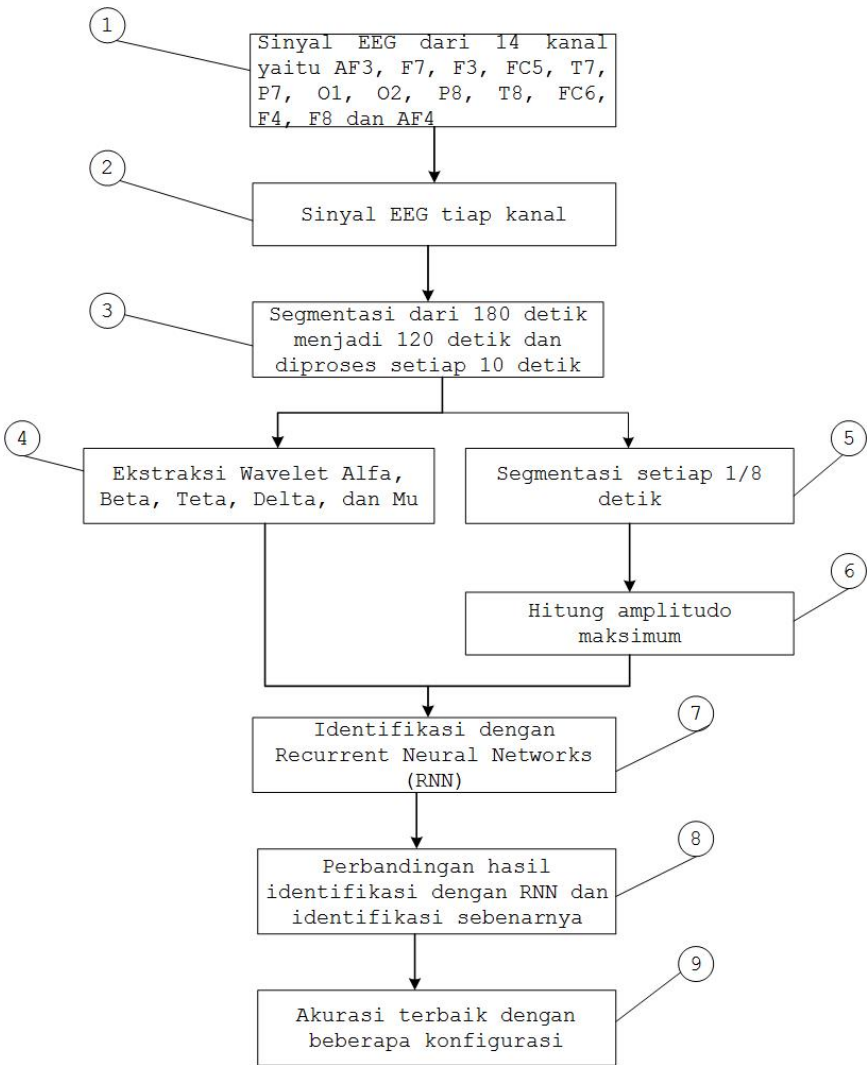 1
Sinyal EEG dari 14 kanal
yaitu AF3, F7, F3, FC5, T7,
P7, O1, O2, P8, T8, FC6,
F4, F8 dan AF4
2
Sinyal EEG tiap kanal
3
Segmentasi dari 180 detik
menjadi 120 detik dan
diproses setiap 10 detik
4
Ekstraksi Wavelet Alfa,
Beta, Teta, Delta, dan Mu
5
Segmentasi setiap 1/8
detik
6
Hitung amplitudo
maksimum
7
Identifikasi dengan
Recurrent Neural Networks
(RNN)
8
Perbandingan hasil
identifikasi dengan RNN dan
identifikasi sebenarnya
9
Akurasi terbaik dengan
beberapa konfigurasi